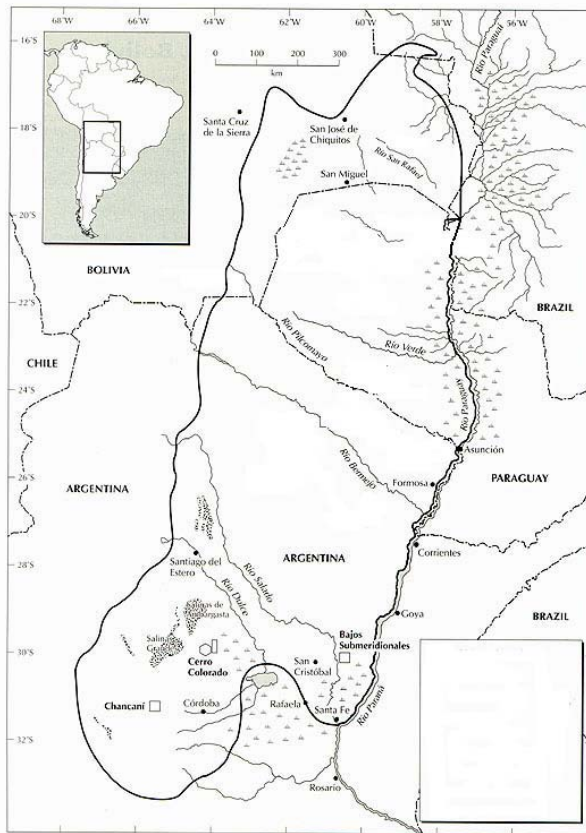 68°W
66°W
64°W
62°W
60°W
58°W
56°W
16°S
18°S
20°S
22°S
24°S
26°S
28°S
30°S
32°S
0
100
200
300
km
Río Paraguai
Santa Cruz
de la Sierra
San José de
Chiquitos
Río San Rafael
San Miguel
BOLIVIA
BRAZIL
CHILE
Río Pilcomayo
Río Verde
Río Paraguay
Asunción
Río Bermejo
Formosa
PARAGUAY
ARGENTINA
ARGENTINA
Corrientes
Santiago del
Estero
Río Salado
Río Dulce
Goya
BRAZIL
Salinas de
Ambargasta
Salinas
Grandes
Cerro
Colorado
San
Cristóbal
Bajos
Submeridionales
Chancaní
Córdoba
Rafaela
Santa Fe
Río Paraná
Rosario